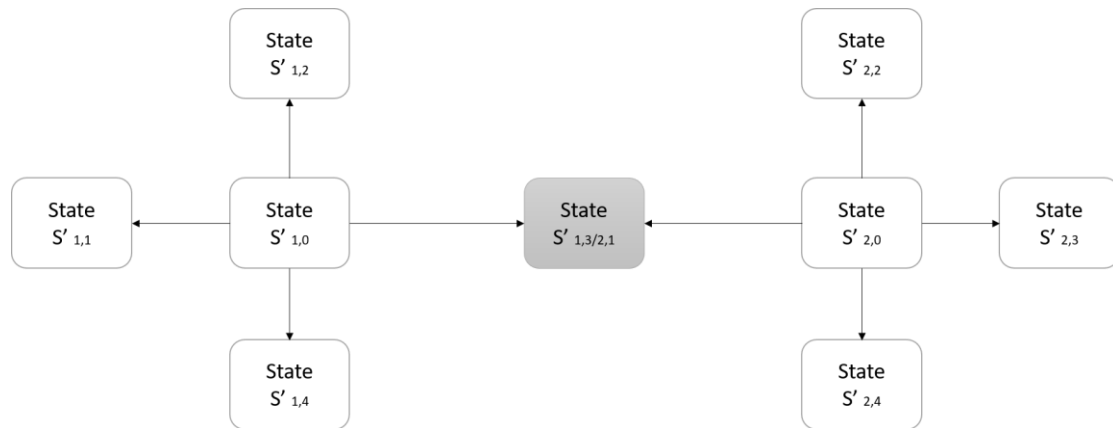 State
S’ 1,2
State
S’ 2,2
State
S’ 1,1
State
S’ 1,0
State
S’ 1,3/2,1
State
S’ 2,0
State
S’ 2,3
State
S’ 1,4
State
S’ 2,4